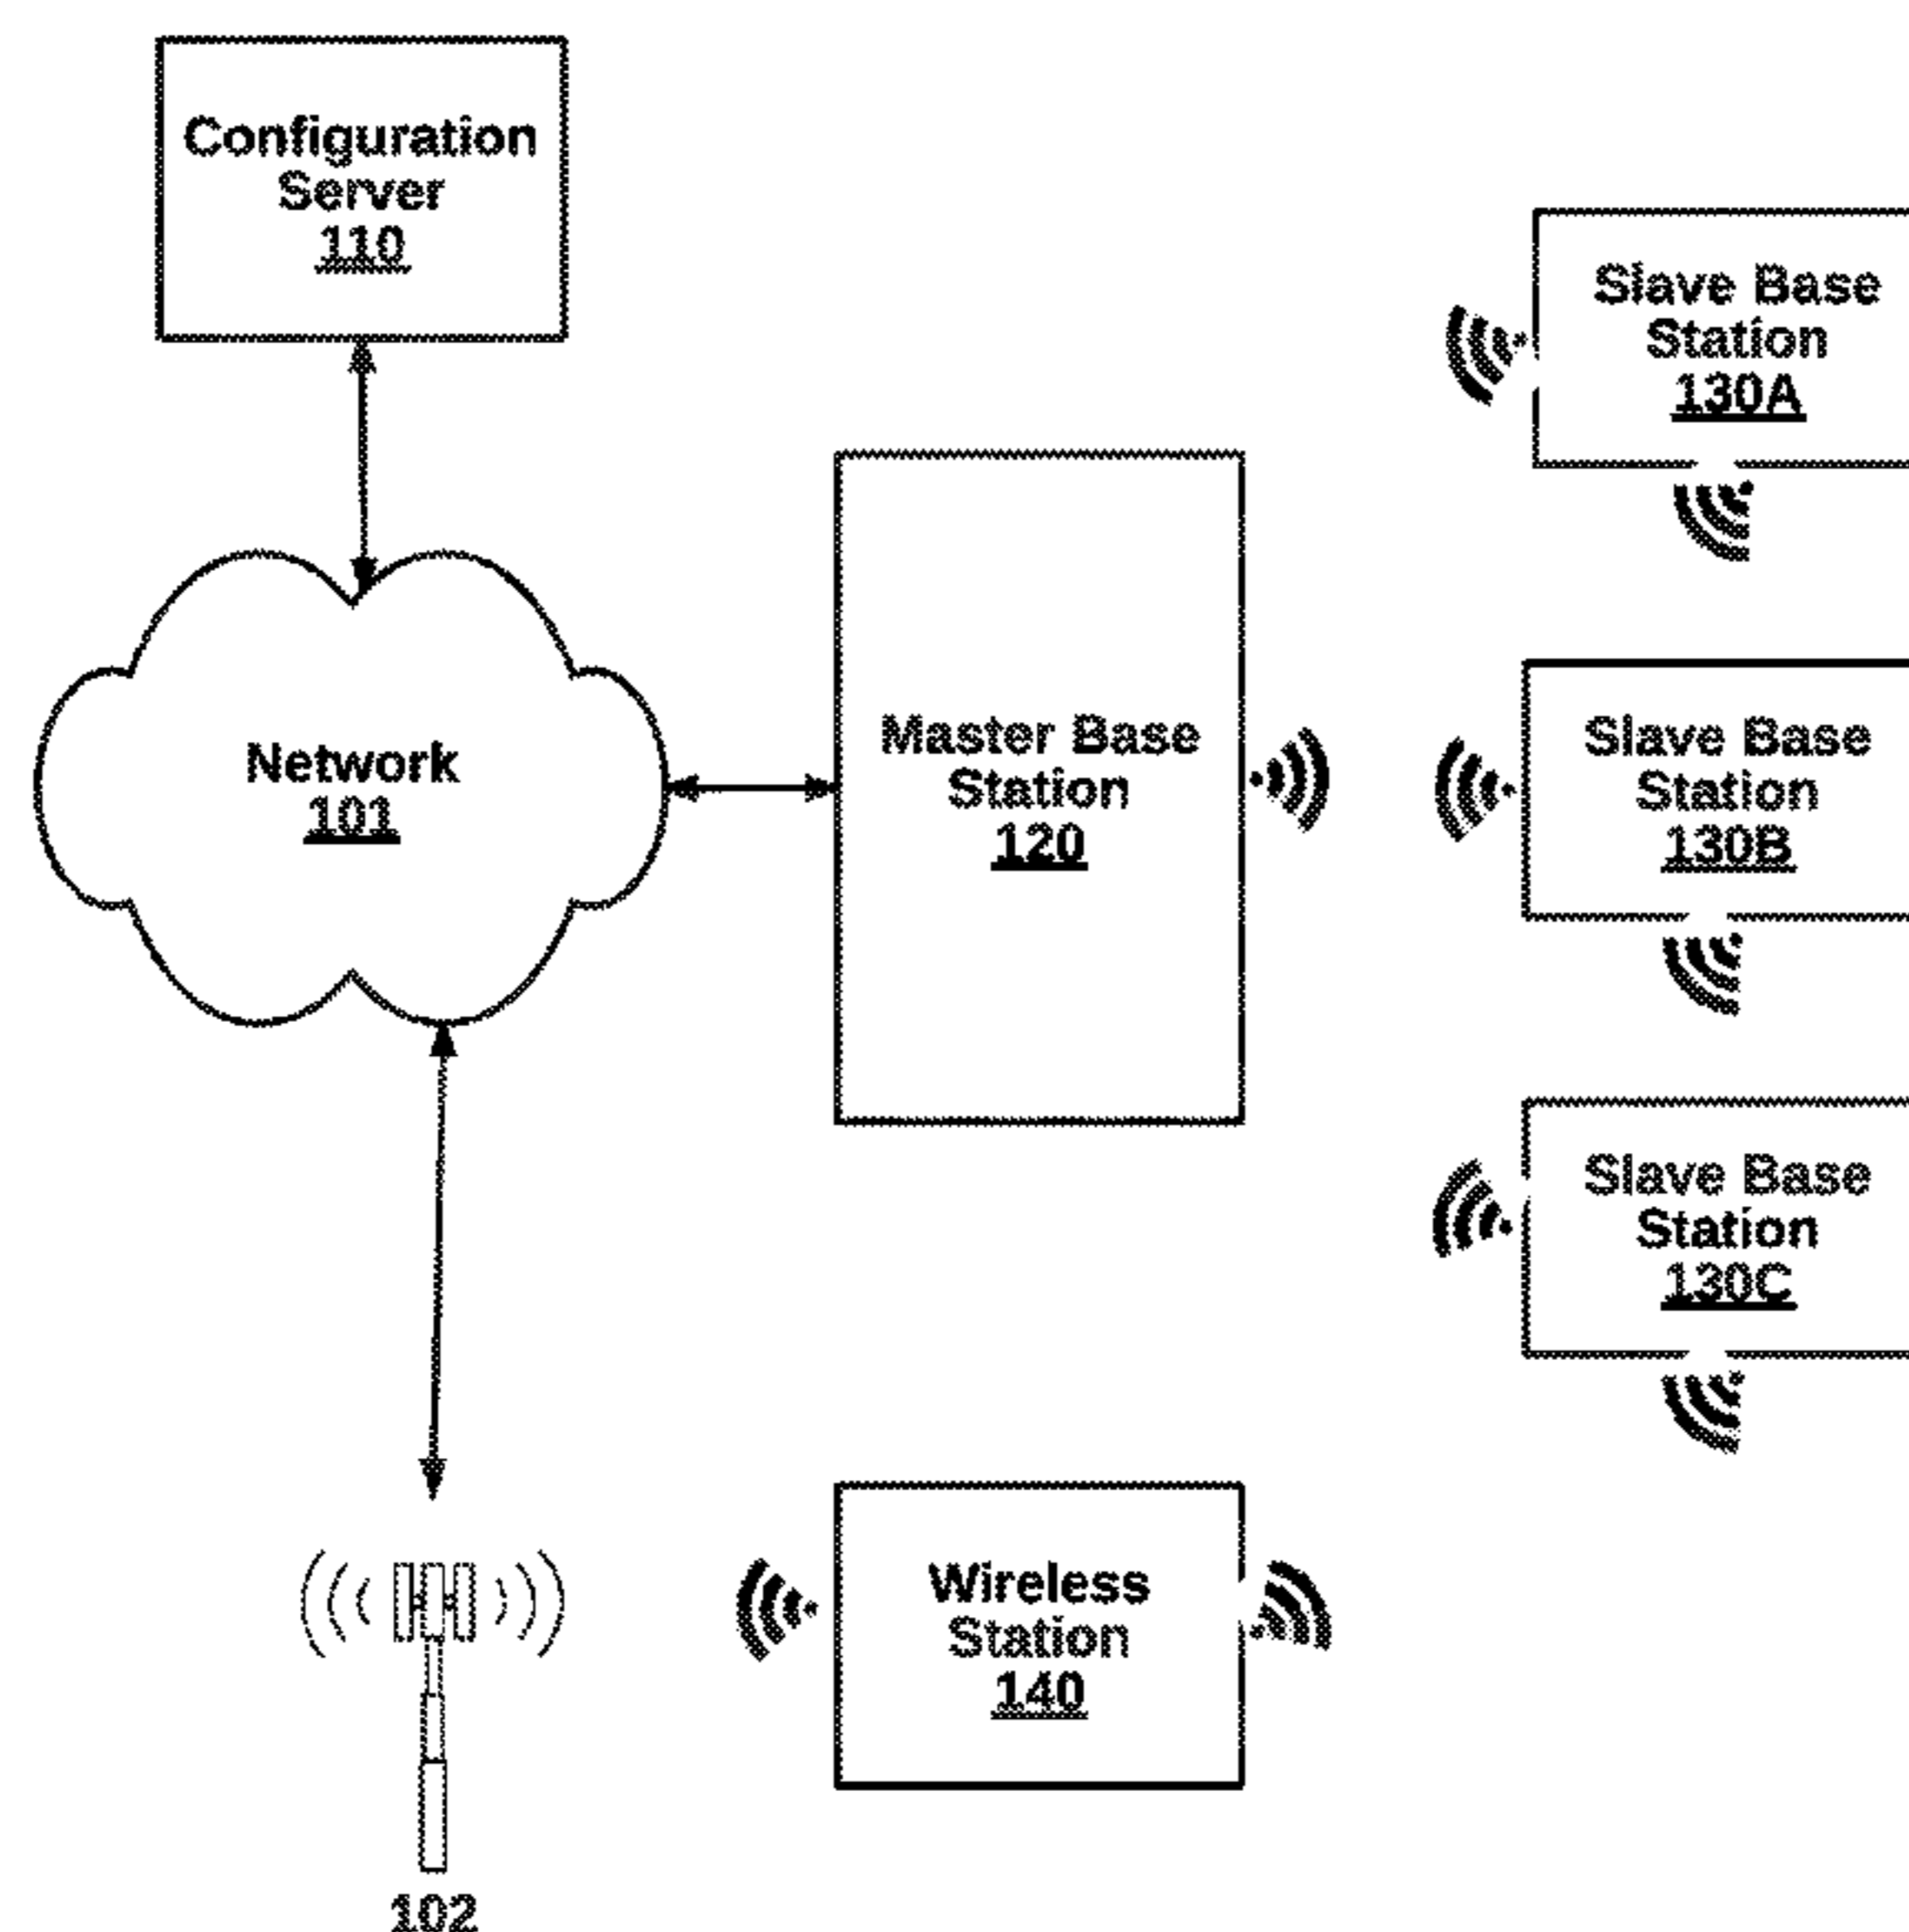 Configuration
Server
110
Slave Base
Station
130A
Network
101
Master Base
Station
120
Slave Base
Station
130B
Slave Base
Station
130C
Wireless
Station
140
102